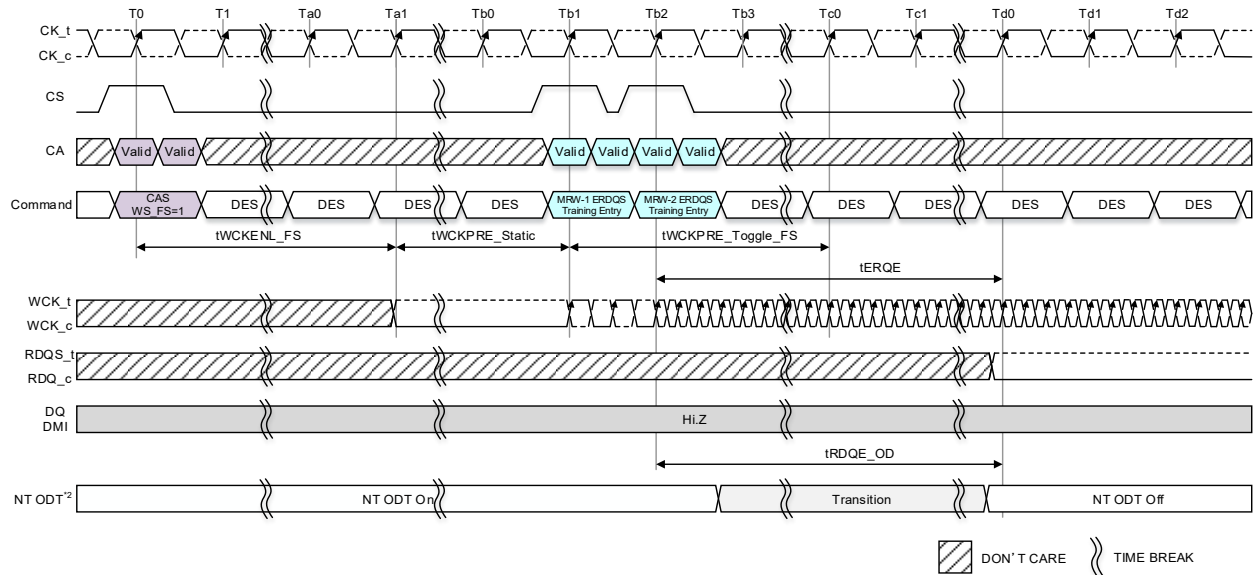 T0 T1 Ta0 Ta1 Tb0 Tb1 Tb2 Tb3 Tc0 Tc1 Td0 Td1 Td2
CK_t
CK_c
CS
CA Valid Valid Valid Valid Valid Valid
Command CAS WS_FS=1 DES DES DES DES MRW-1 ERDQS Training Entry MRW-2 ERDQS Training Entry DES DES DES DES DES DES
tWCKENL_FS tWCKPRE_Static tWCKPRE_Toggle_FS
tERQE
WCK_t
WCK_c
RDQS_t
RDQ_c
DQ
DMI
Hi.Z
tRDQE_OD
NT ODT*2 NT ODT On Transition NT ODT Off
DON'T CARE TIME BREAK